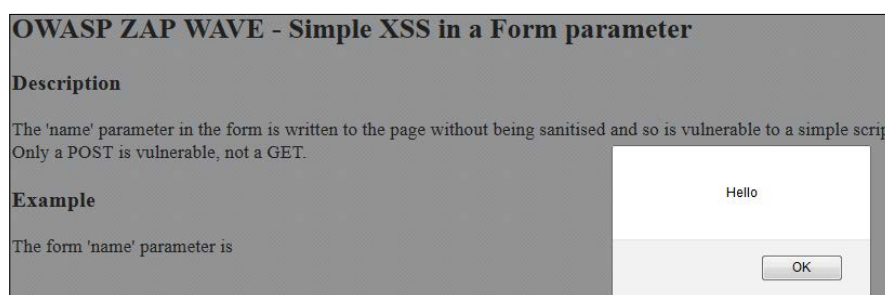 OWASP ZAP WAVE - Simple XSS in a Form parameter
Description
The 'name' parameter in the form is written to the page without being sanitised and so is vulnerable to a simple
Only a POST is vulnerable, not a GET.
Hello
Example
The form 'name' parameter is
OK